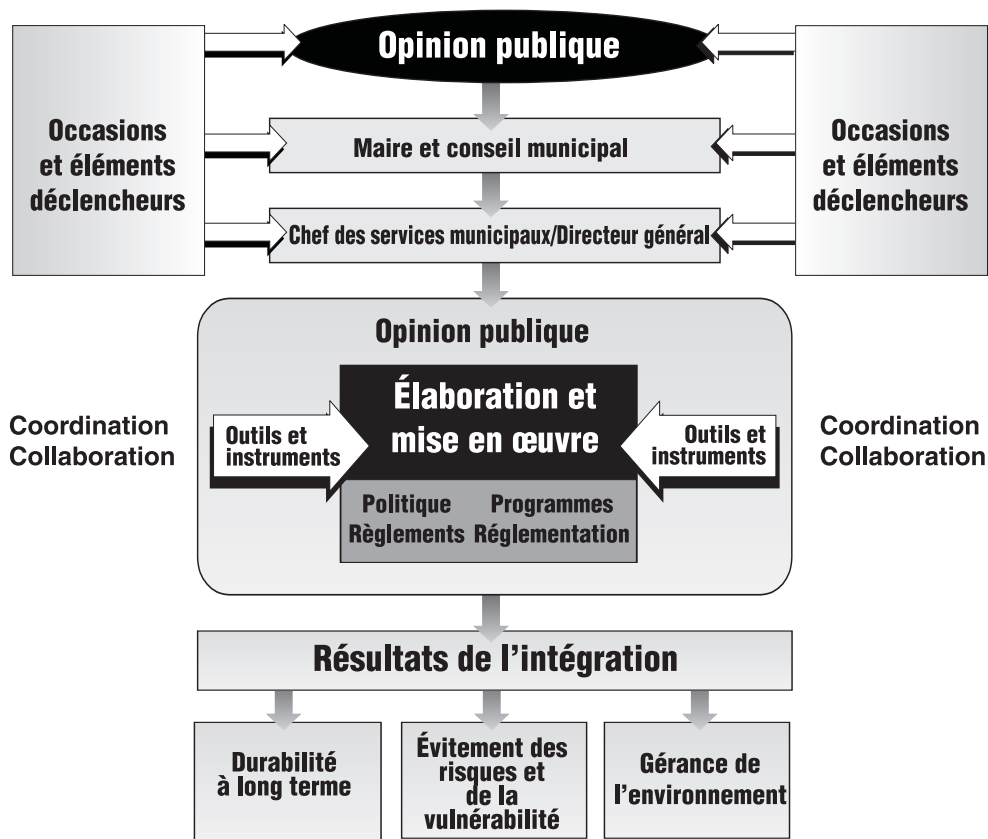 Opinion publique
Occasions
et éléments
déclencheurs
Maire et conseil municipal
Chef des services municipaux/Directeur général
Occasions
et éléments
déclencheurs
Opinion publique
Coordination
Collaboration
Outils et
instruments
Élaboration et
mise en œuvre
Outils et
instruments
Coordination
Collaboration
Politique Programmes
Règlements Réglementation
Résultats de l'intégration
Durabilité
à long terme
Évitement des
risques et
de la
vulnérabilité
Gérance de
l'environnement